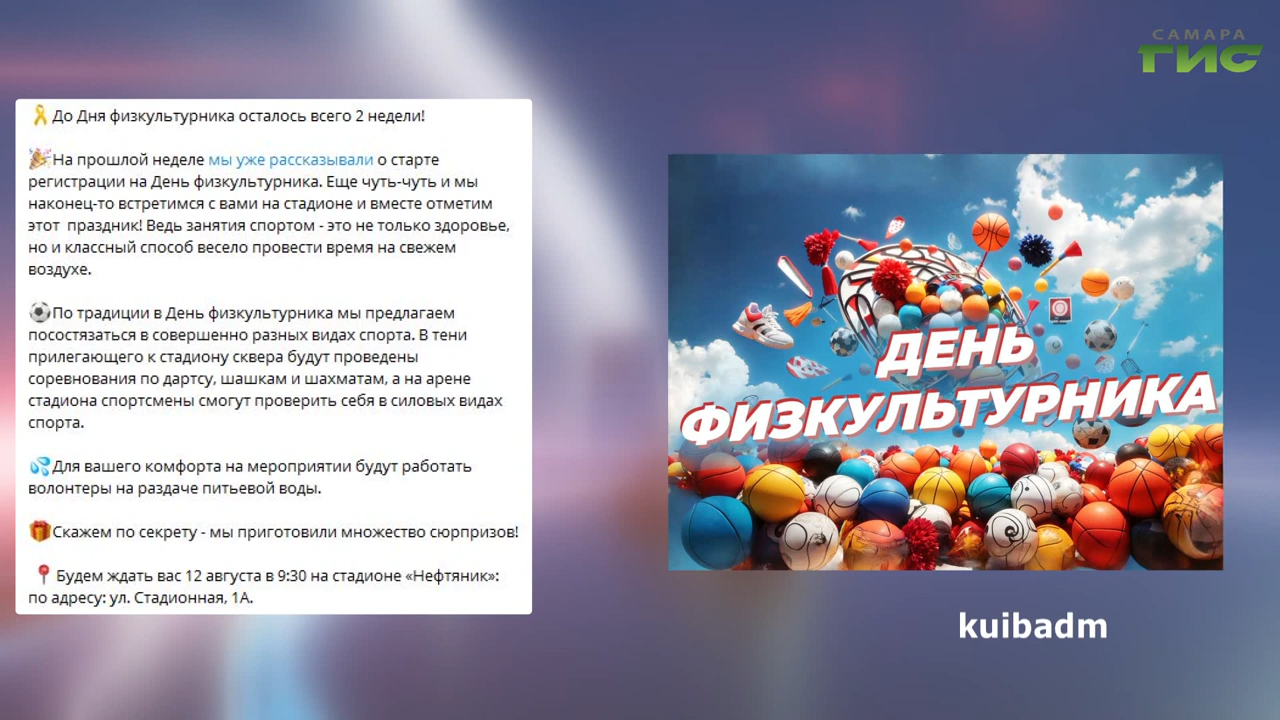 САМАРА
ГИС
🎗До Дня физкультурника осталось всего 2 недели!
🎉На прошлой неделе мы уже рассказывали о старте
регистрации на День физкультурника. Еще чуть-чуть и мы
наконец-то встретимся с вами на стадионе и вместе отметим
этот праздник! Ведь занятия спортом - это не только здоровье,
но и классный способ весело провести время на свежем
воздухе.
⚽По традиции в День физкультурника мы предлагаем
посостязаться в совершенно разных видах спорта. В тени
прилегающего к стадиону сквера будут проведены
соревнования по дартсу, шашкам и шахматам, а на арене
стадиона спортсмены смогут проверить себя в силовых видах
спорта.
💦Для вашего комфорта на мероприятии будут работать
волонтеры на раздаче питьевой воды.
🎁Скажем по секрету - мы приготовили множество сюрпризов!
📍Будем ждать вас 12 августа в 9:30 на стадионе «Нефтяник»:
по адресу: ул. Стадионная, 1А.
ДЕНЬ
ФИЗКУЛЬТУРНИКА
kuibadm